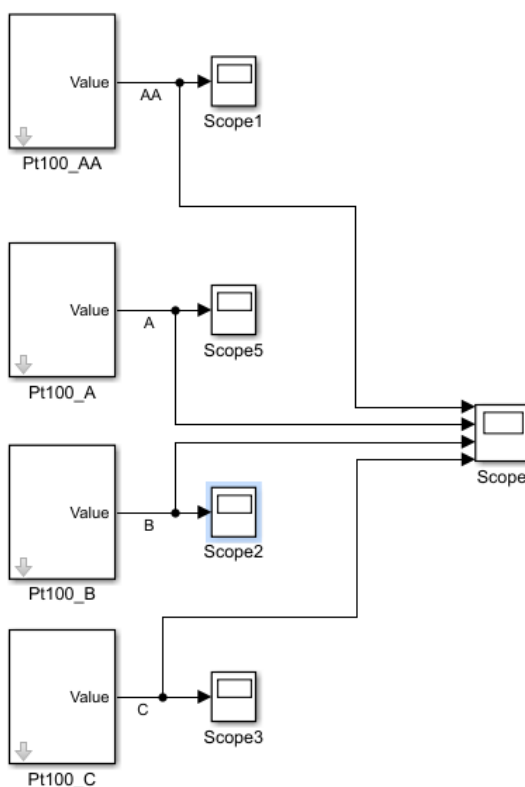 Value
AA
Scope1
Pt100_AA
Value
A
Scope5
Pt100_A
Scope
Value
B
Scope2
Pt100_B
Value
C
Scope3
Pt100_C